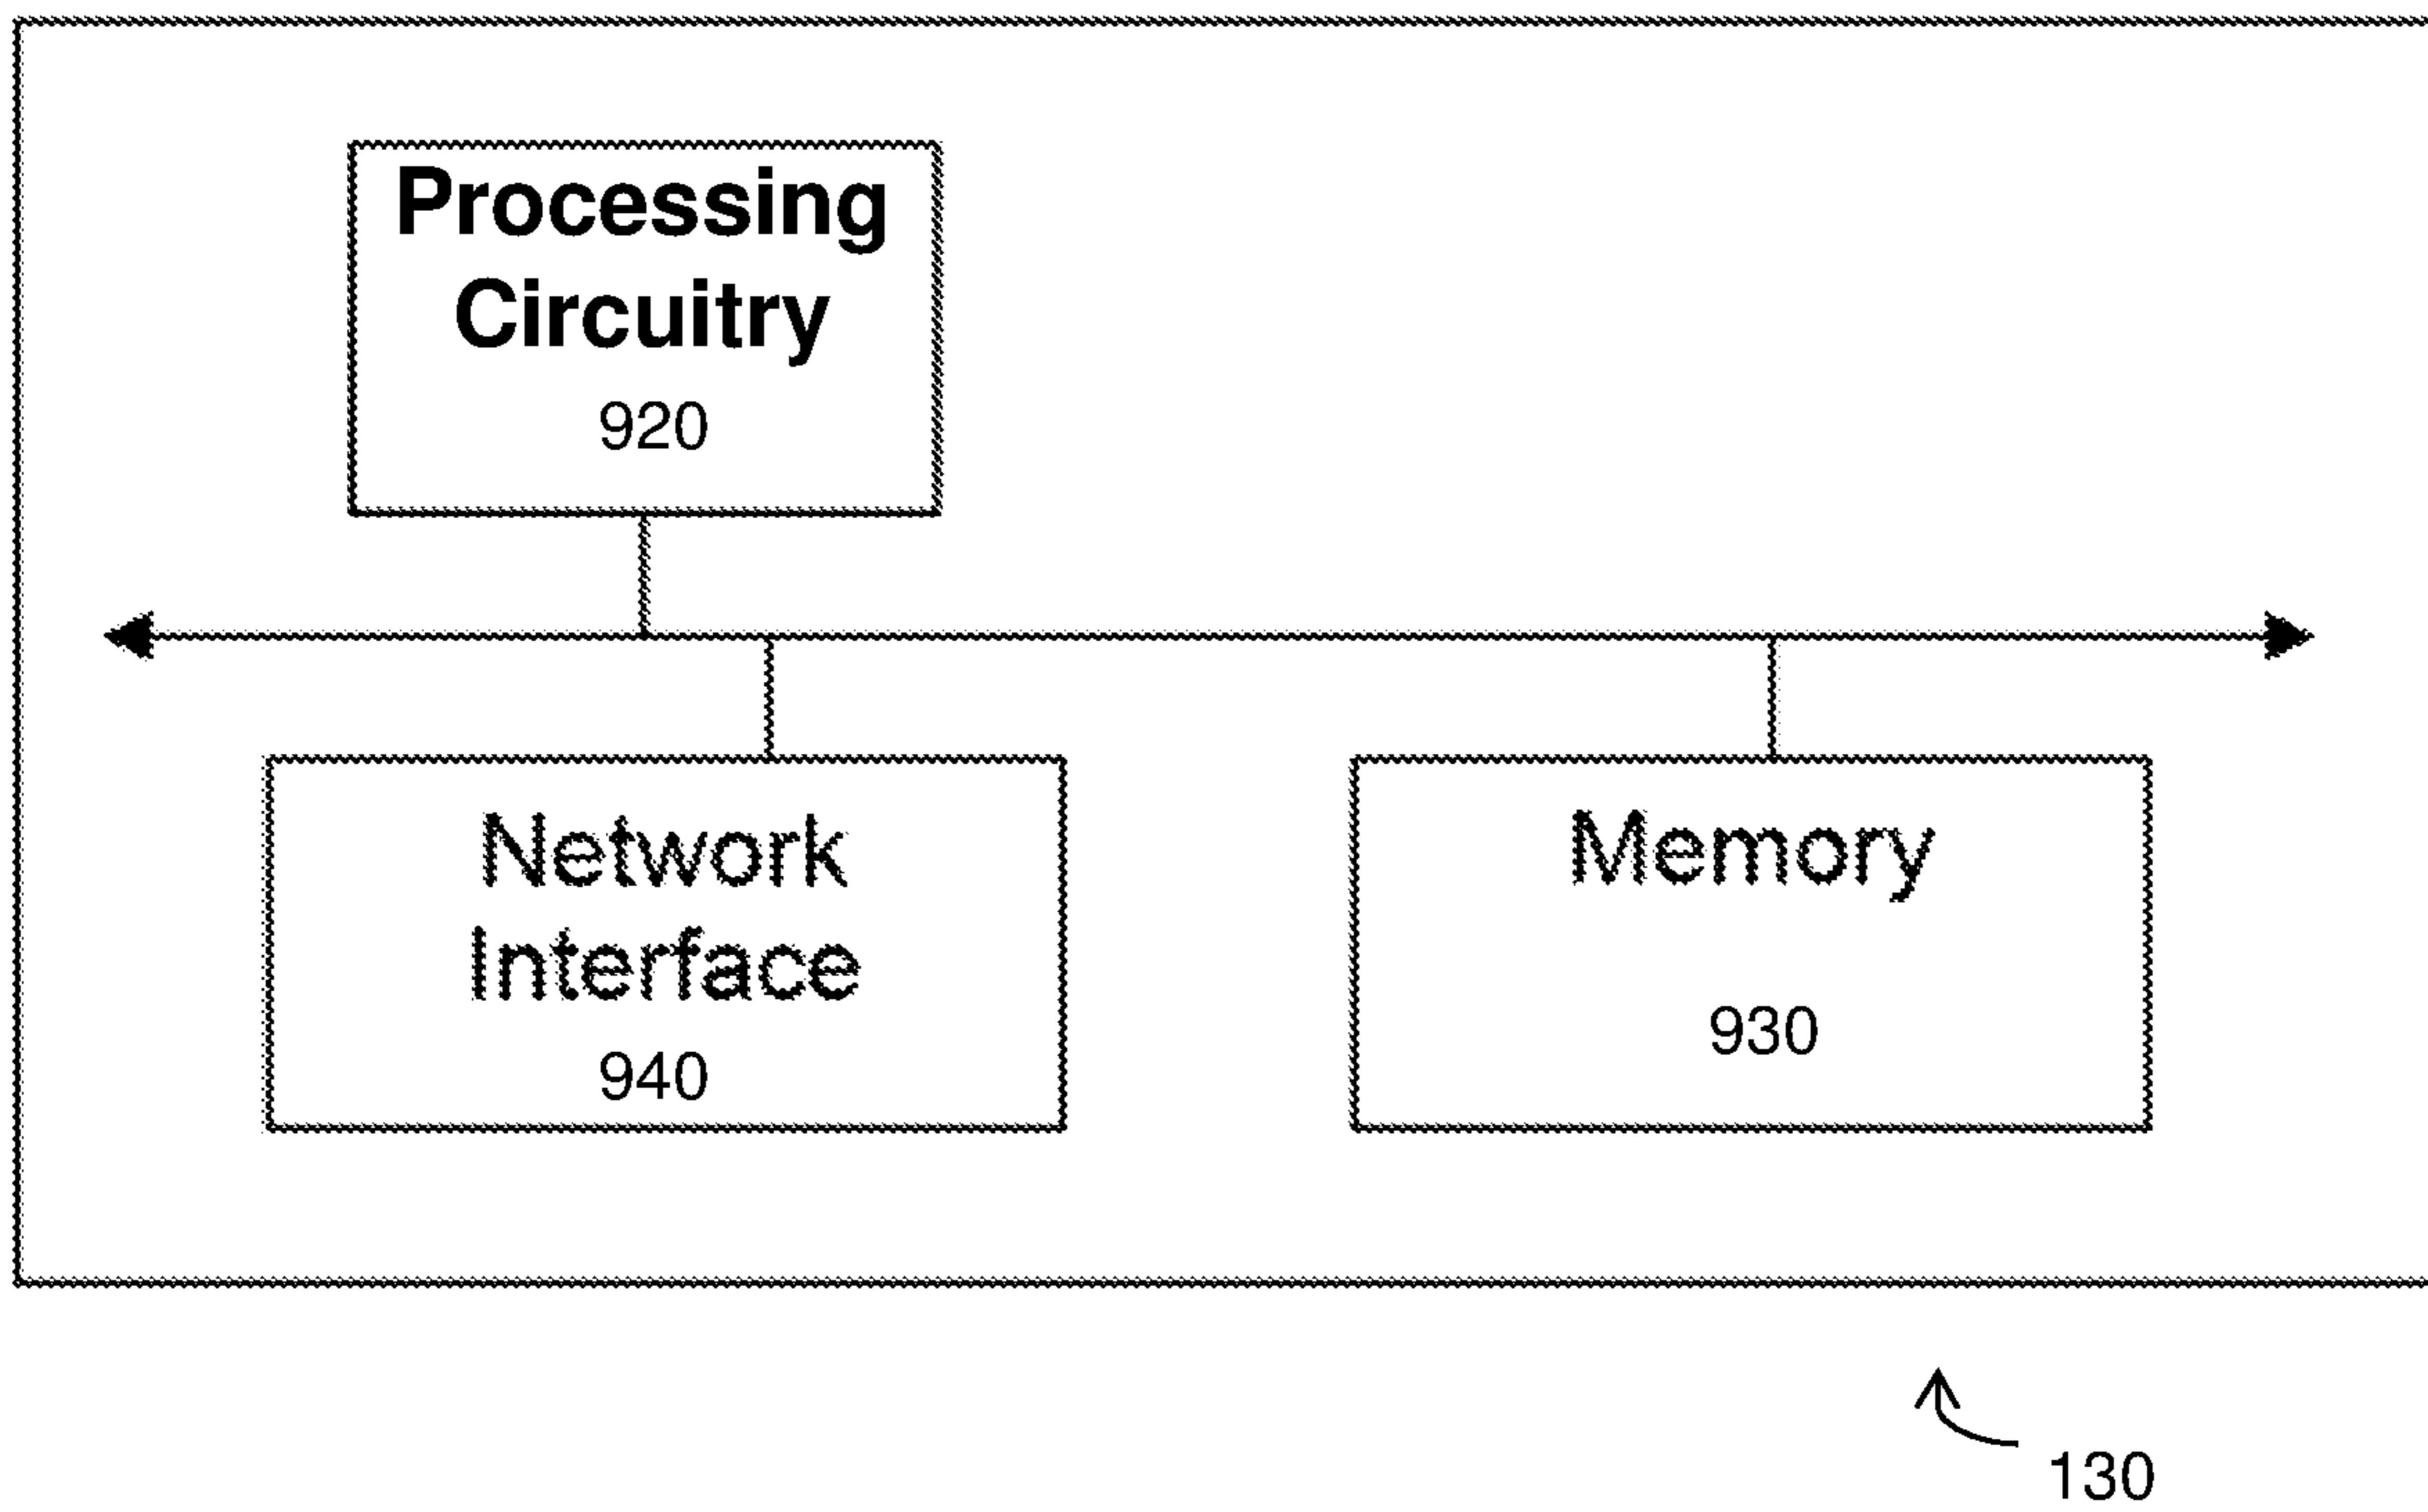 Processing
Circuitry
920
Network
Interface
940
Memory
930
130